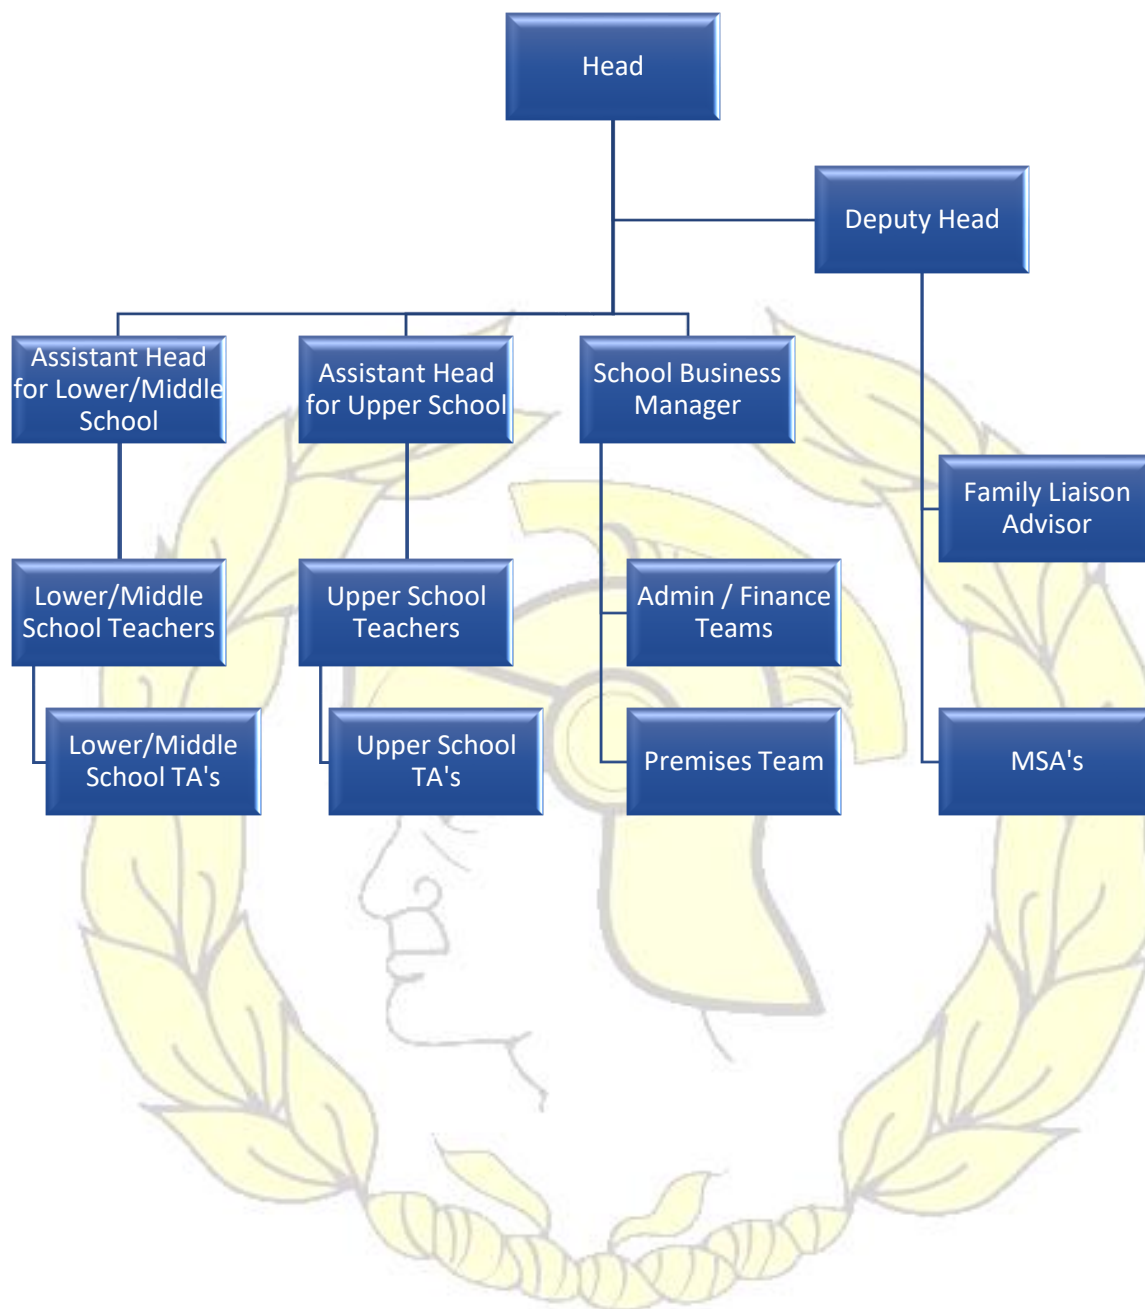 Head
Deputy Head
Assistant Head
for Lower/Middle
School
Assistant Head
for Upper School
School Business
Manager
Family Liaison
Advisor
Lower/Middle
School Teachers
Upper School
Teachers
Admin / Finance
Teams
Lower/Middle
School TA's
Upper School
TA's
Premises Team
MSA's